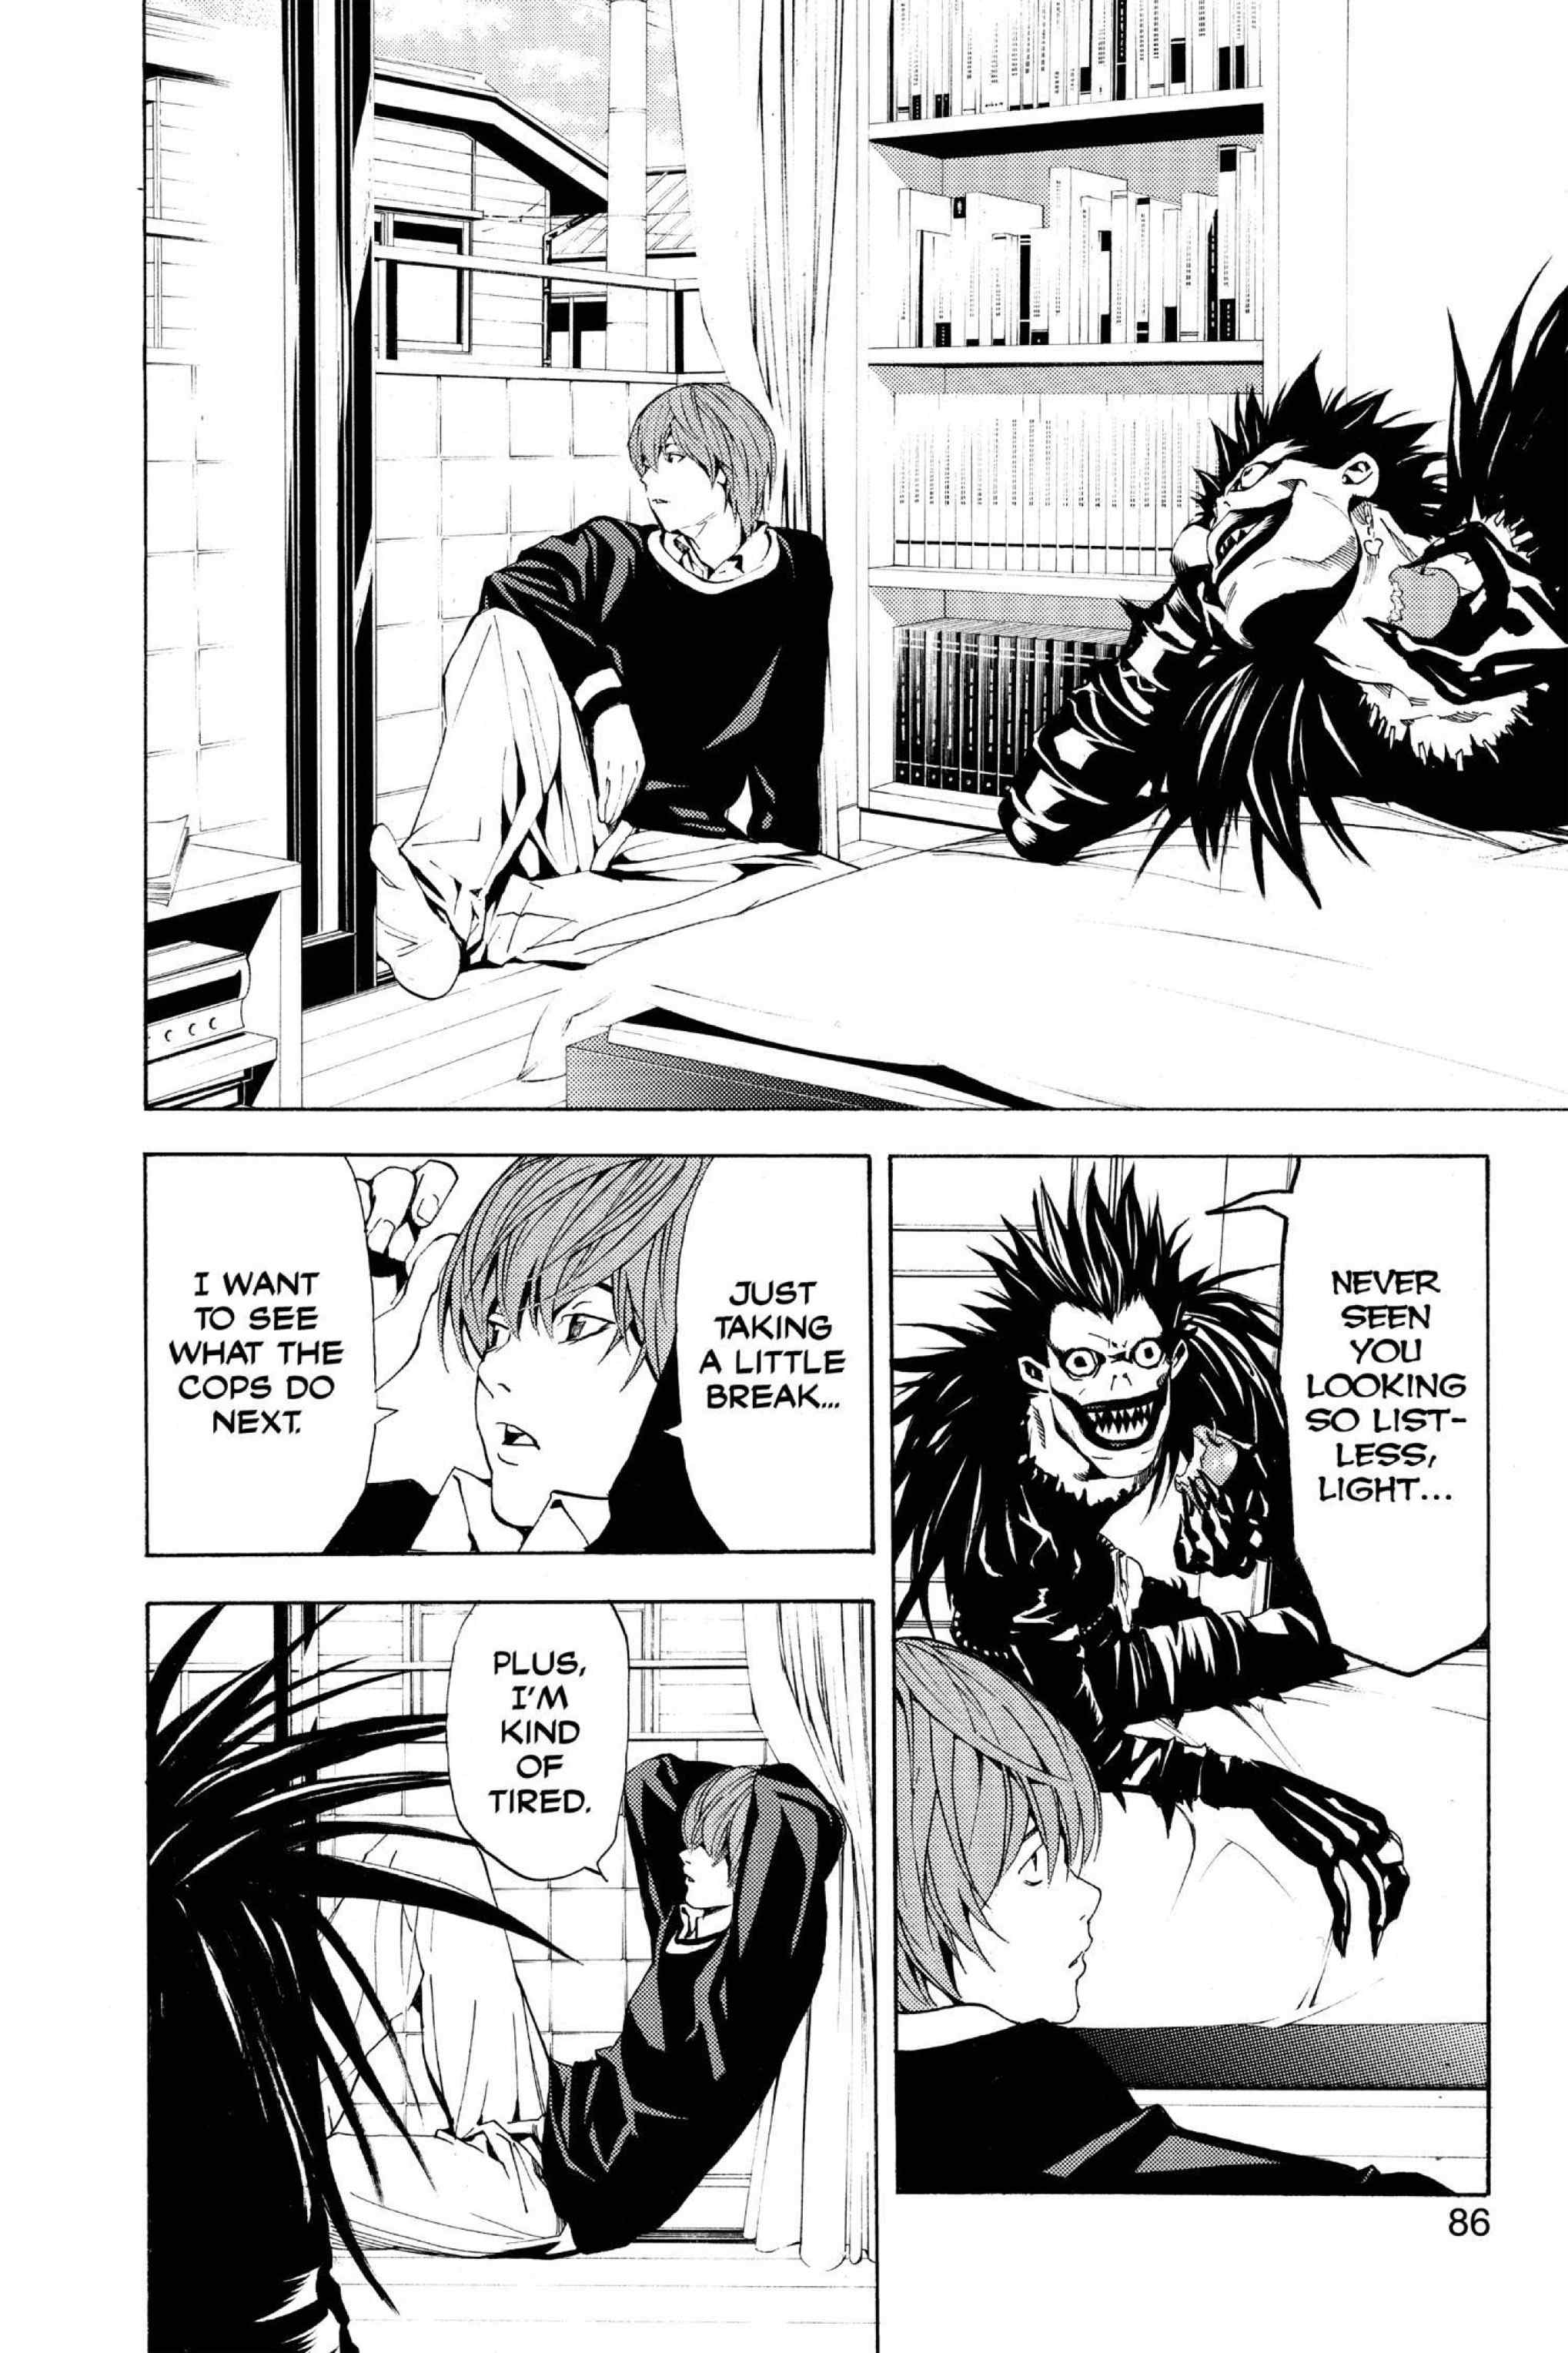 NEVER
SEEN
YOU
LOOKING
SO LIST-
LESS,
LIGHT...
JUST
TAKING
A LITTLE
BREAK...
I WANT
TO SEE
WHAT THE
COPS DO
NEXT.
PLUS,
I'M
KIND
OF
TIRED.
86